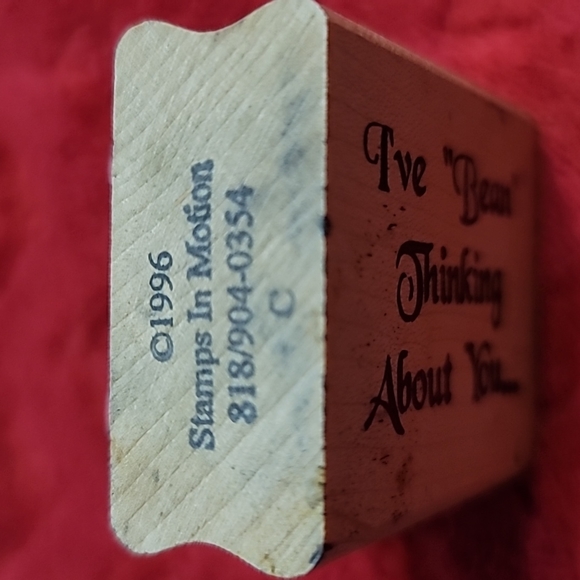 ©1996
Stamps In Motion
818/904-0354
C
I've "Bean"
Thinking
About You...